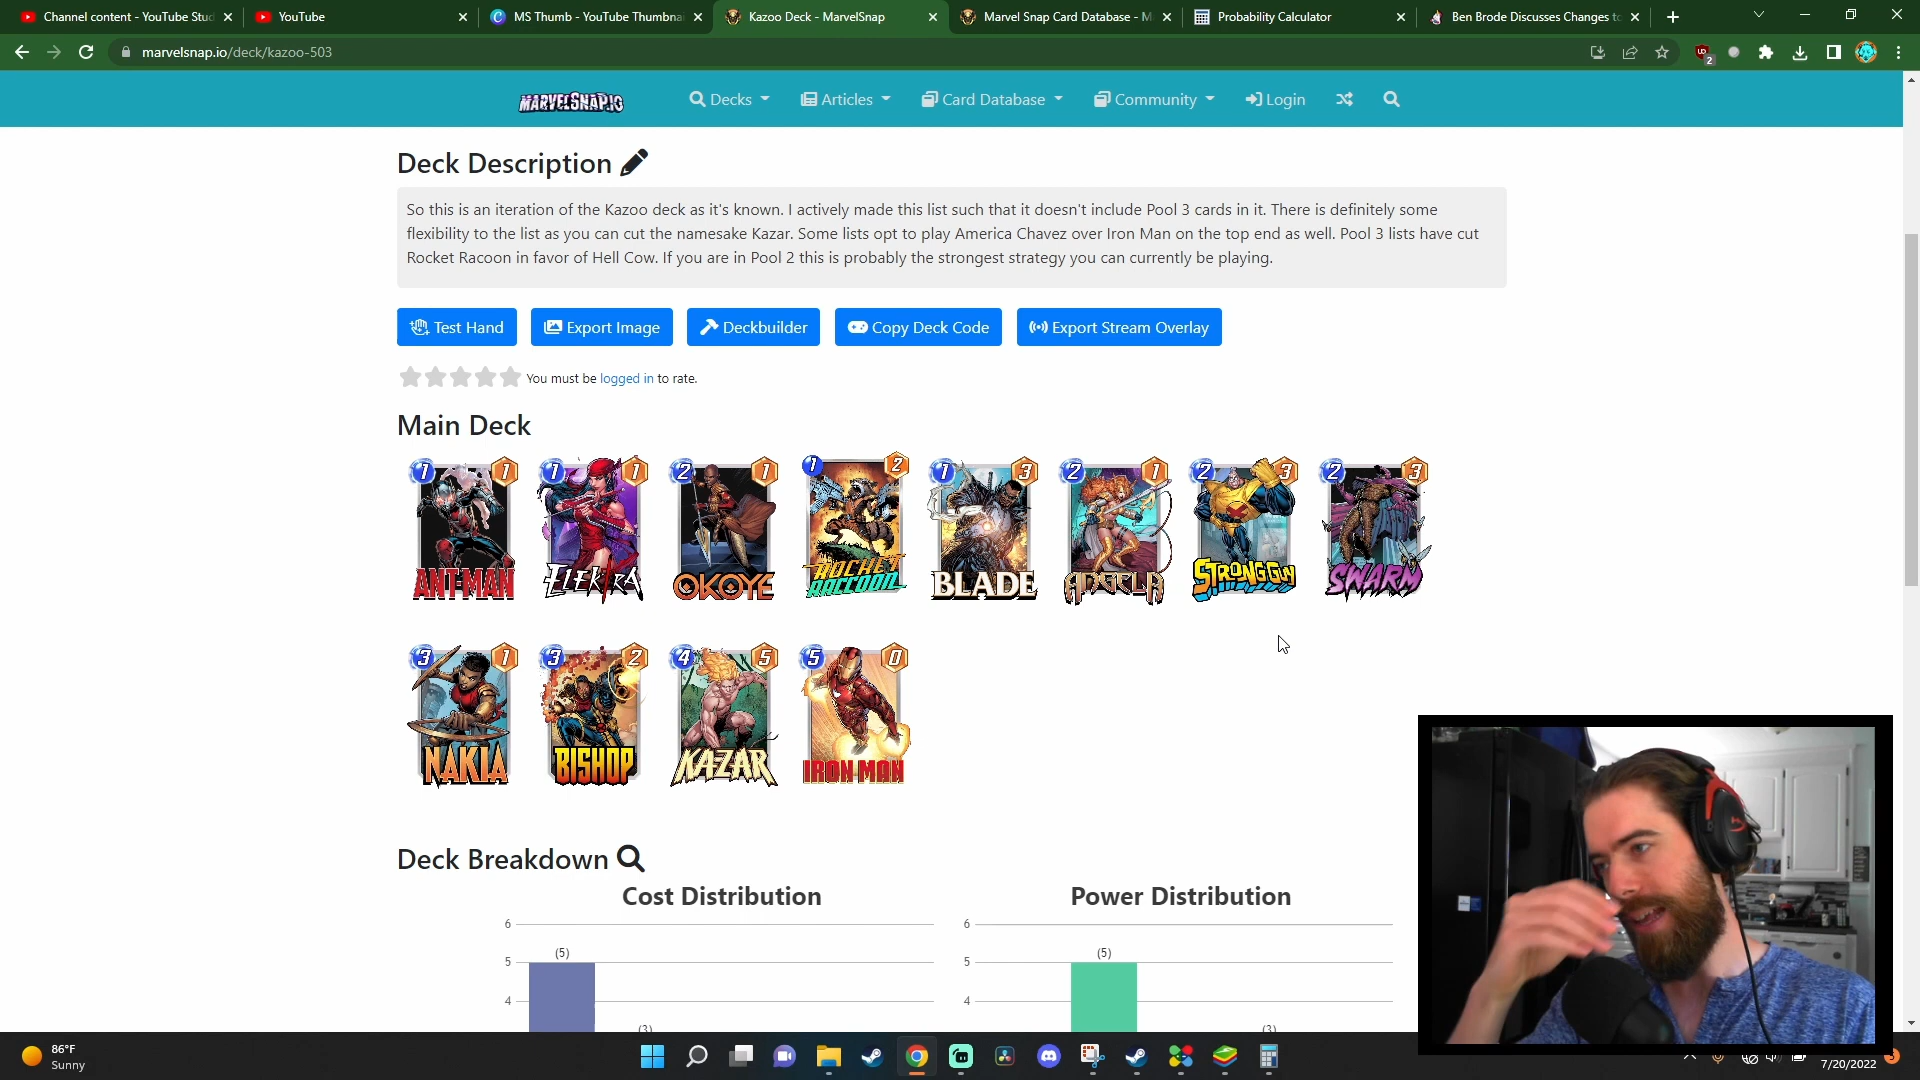 Channel content - YouTube Stud
YouTube
MS Thumb - YouTube Thumbna
Kazoo Deck - MarvelSnap
Marvel Snap Card Database - M
Probability Calculator
Ben Brode Discusses Changes to
marvelsnap.io/deck/kazoo-503
2
MARVELSNAP.IO
Decks
Articles
Card Database
Community
Login
Deck Description
So this is an iteration of the Kazoo deck as it's known. I actively made this list such that it doesn't include Pool 3 cards in it. There is definitely some
flexibility to the list as you can cut the namesake Kazar. Some lists opt to play America Chavez over Iron Man on the top end as well. Pool 3 lists have cut
Rocket Racoon in favor of Hell Cow. If you are in Pool 2 this is probably the strongest strategy you can currently be playing.
Test Hand
Export Image
Deckbuilder
Copy Deck Code
Export Stream Overlay
You must be logged in to rate.
Main Deck
1 1 ANT-MAN
1 1 ELEKTRA
2 1 OKOYE
1 2 ROCKET RACCOON
1 3 BLADE
2 1 ANGELA
2 3 STRONG GUY
2 3 SWARM
3 1 NAKIA
3 2 BISHOP
4 5 KAZAR
5 0 IRON MAN
Deck Breakdown
Cost Distribution
Power Distribution
6
(5)
5
4
(3)
6
(5)
5
4
(3)
86°F
Sunny
7/20/2022